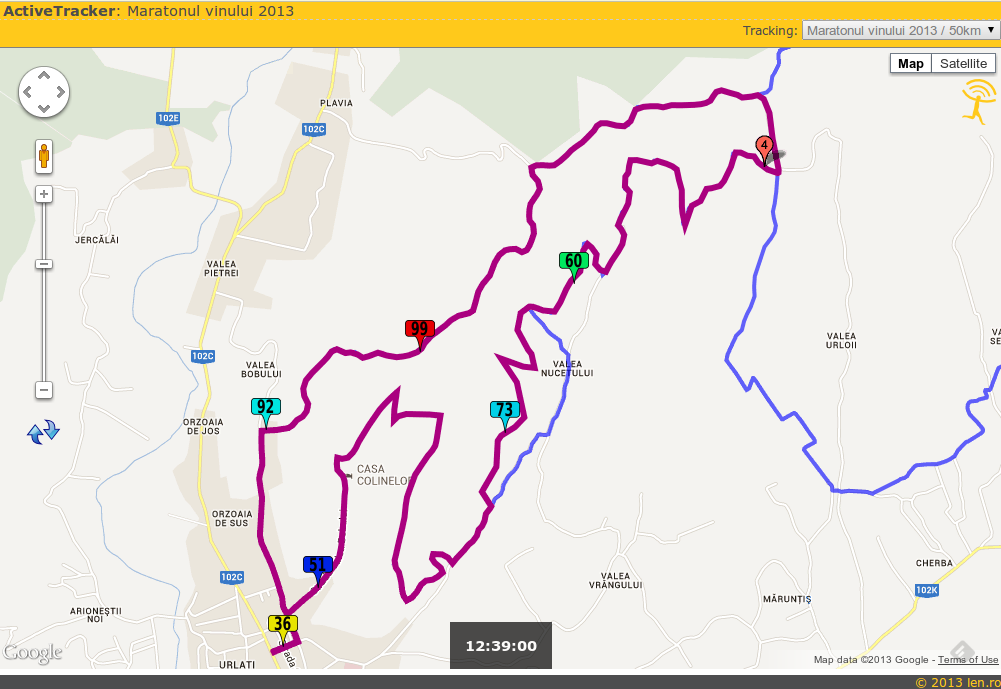 ActiveTracker: Maratonul vinului 2013
Tracking: Maratonul vinului 2013 / 50km
Map Satellite
PLAVIA
102E
102C
4
JERCĂLĂI
VALEA
PIETREI
60
99
102C
VALEA
URLOII
VALEA
BOBULUI
VALEA
NUCETULUI
92
73
ORZOAIA
DE JOS
CASA
COLINELOR
ORZOAIA
DE SUS
51
102C
CHERBA
VALEA
VRÂNGULUI
102K
MĂRUNȚIȘ
ARIONEȘTII
NOI
36
12:39:00
Google
URLATI
Map data ©2013 Google - Terms of Use
© 2013 len.ro